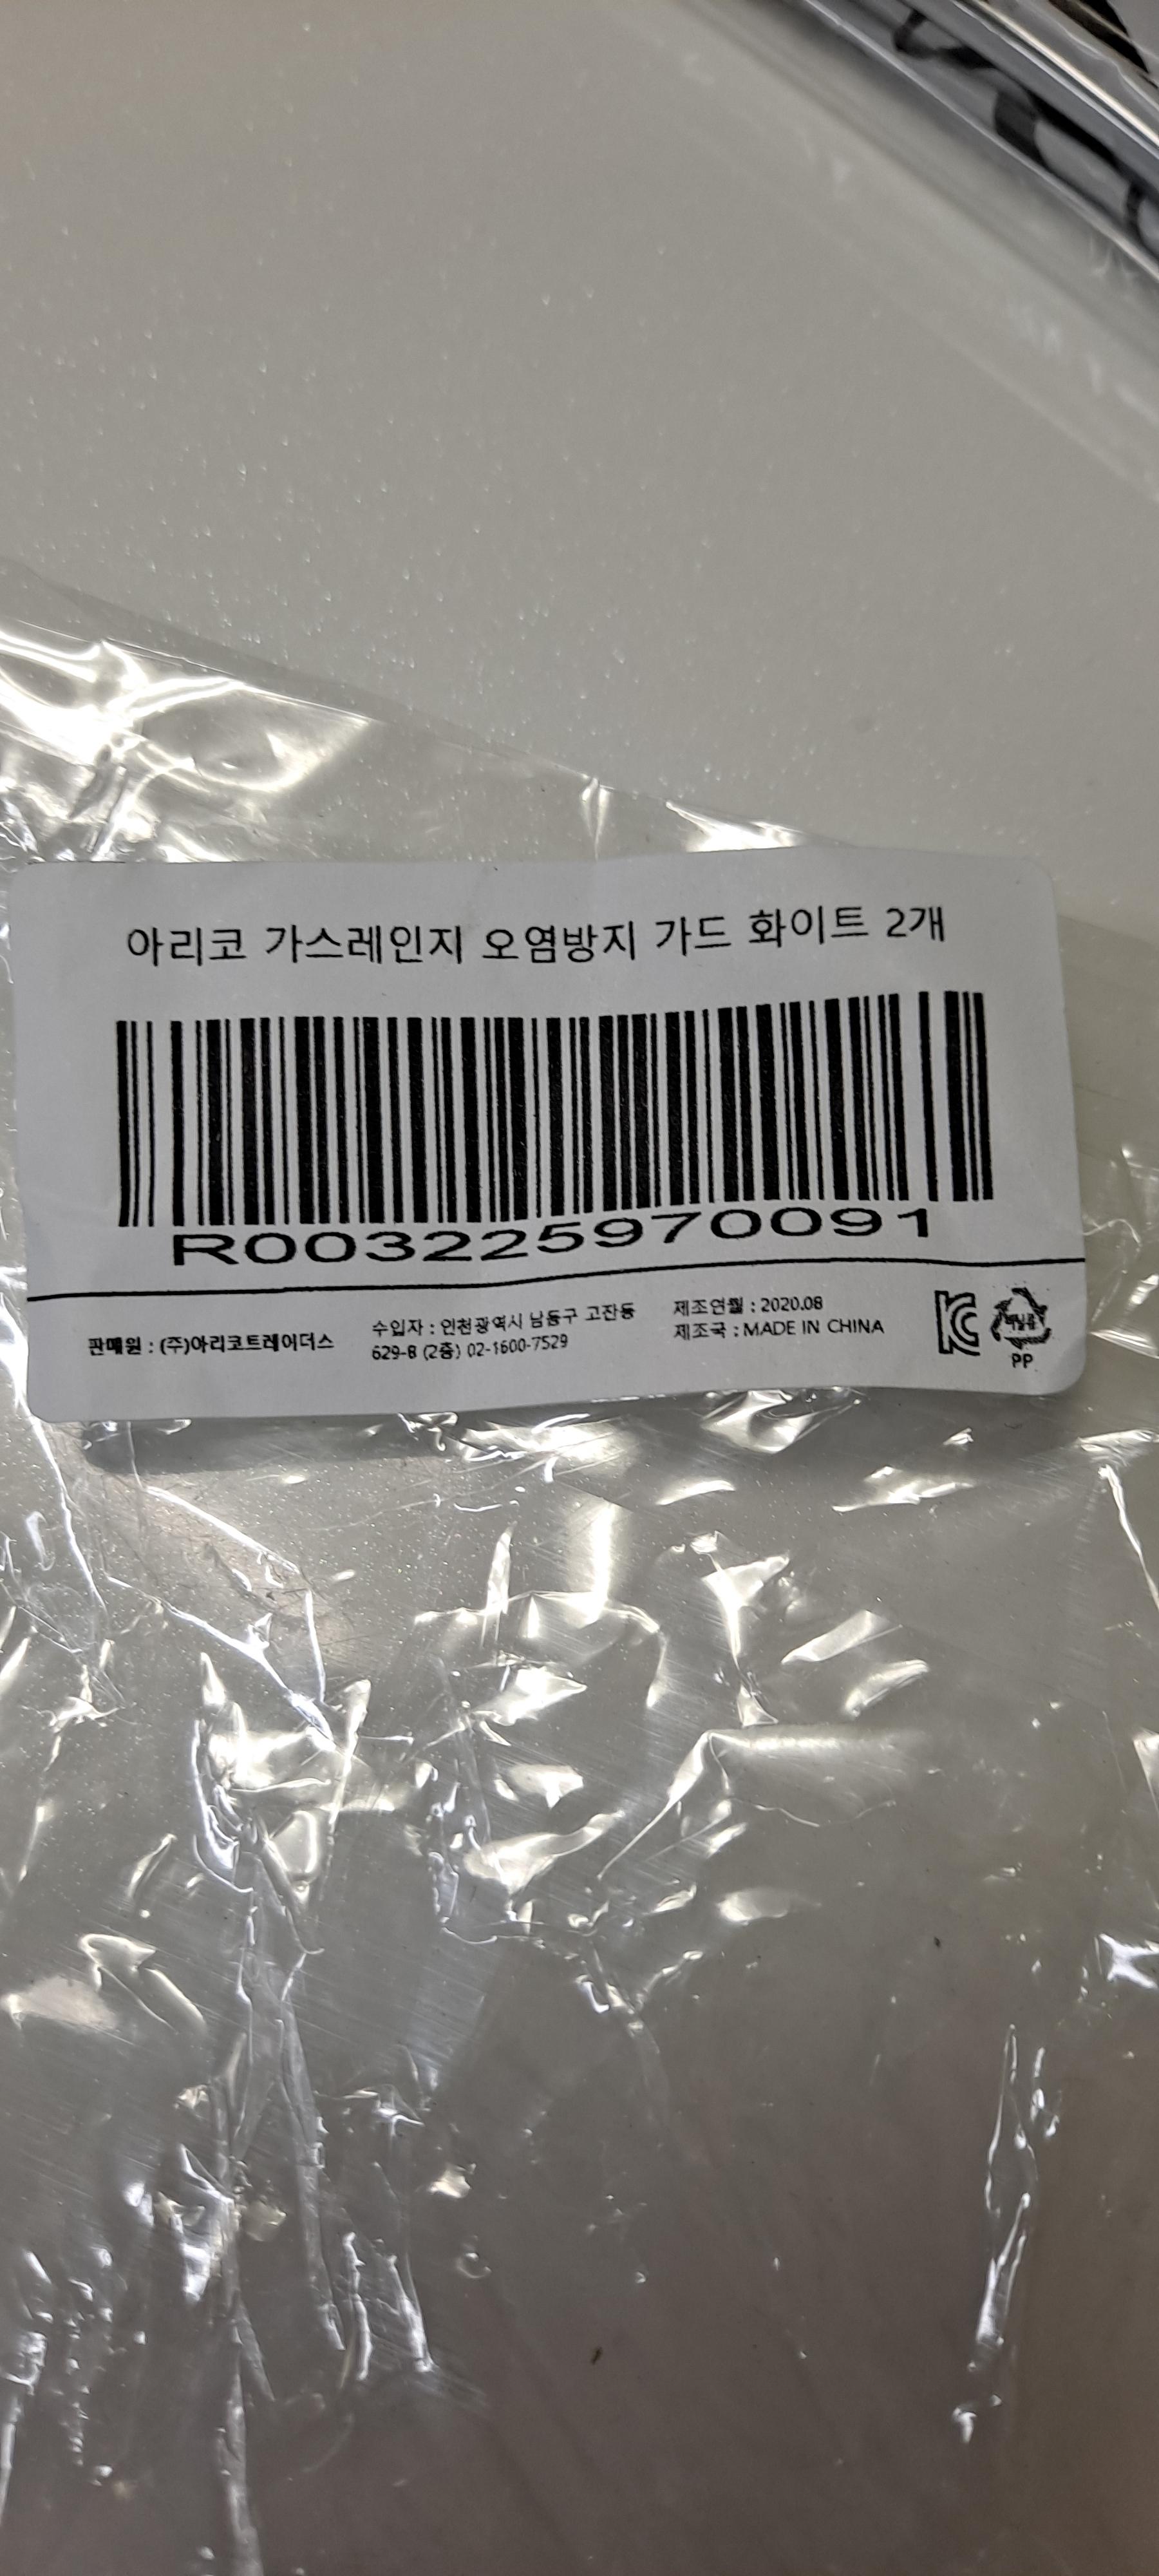 아리코 가스레인지 오염방지 가드 화이트 2개
R003225970091
판매원 : (주)아리코트레이더스
수입자 : 인천광역시 남동구 고잔동
629-8 (2층) 02-1600-7529
제조연월 : 2020.08
제조국 : MADE IN CHINA
비닐류
PP